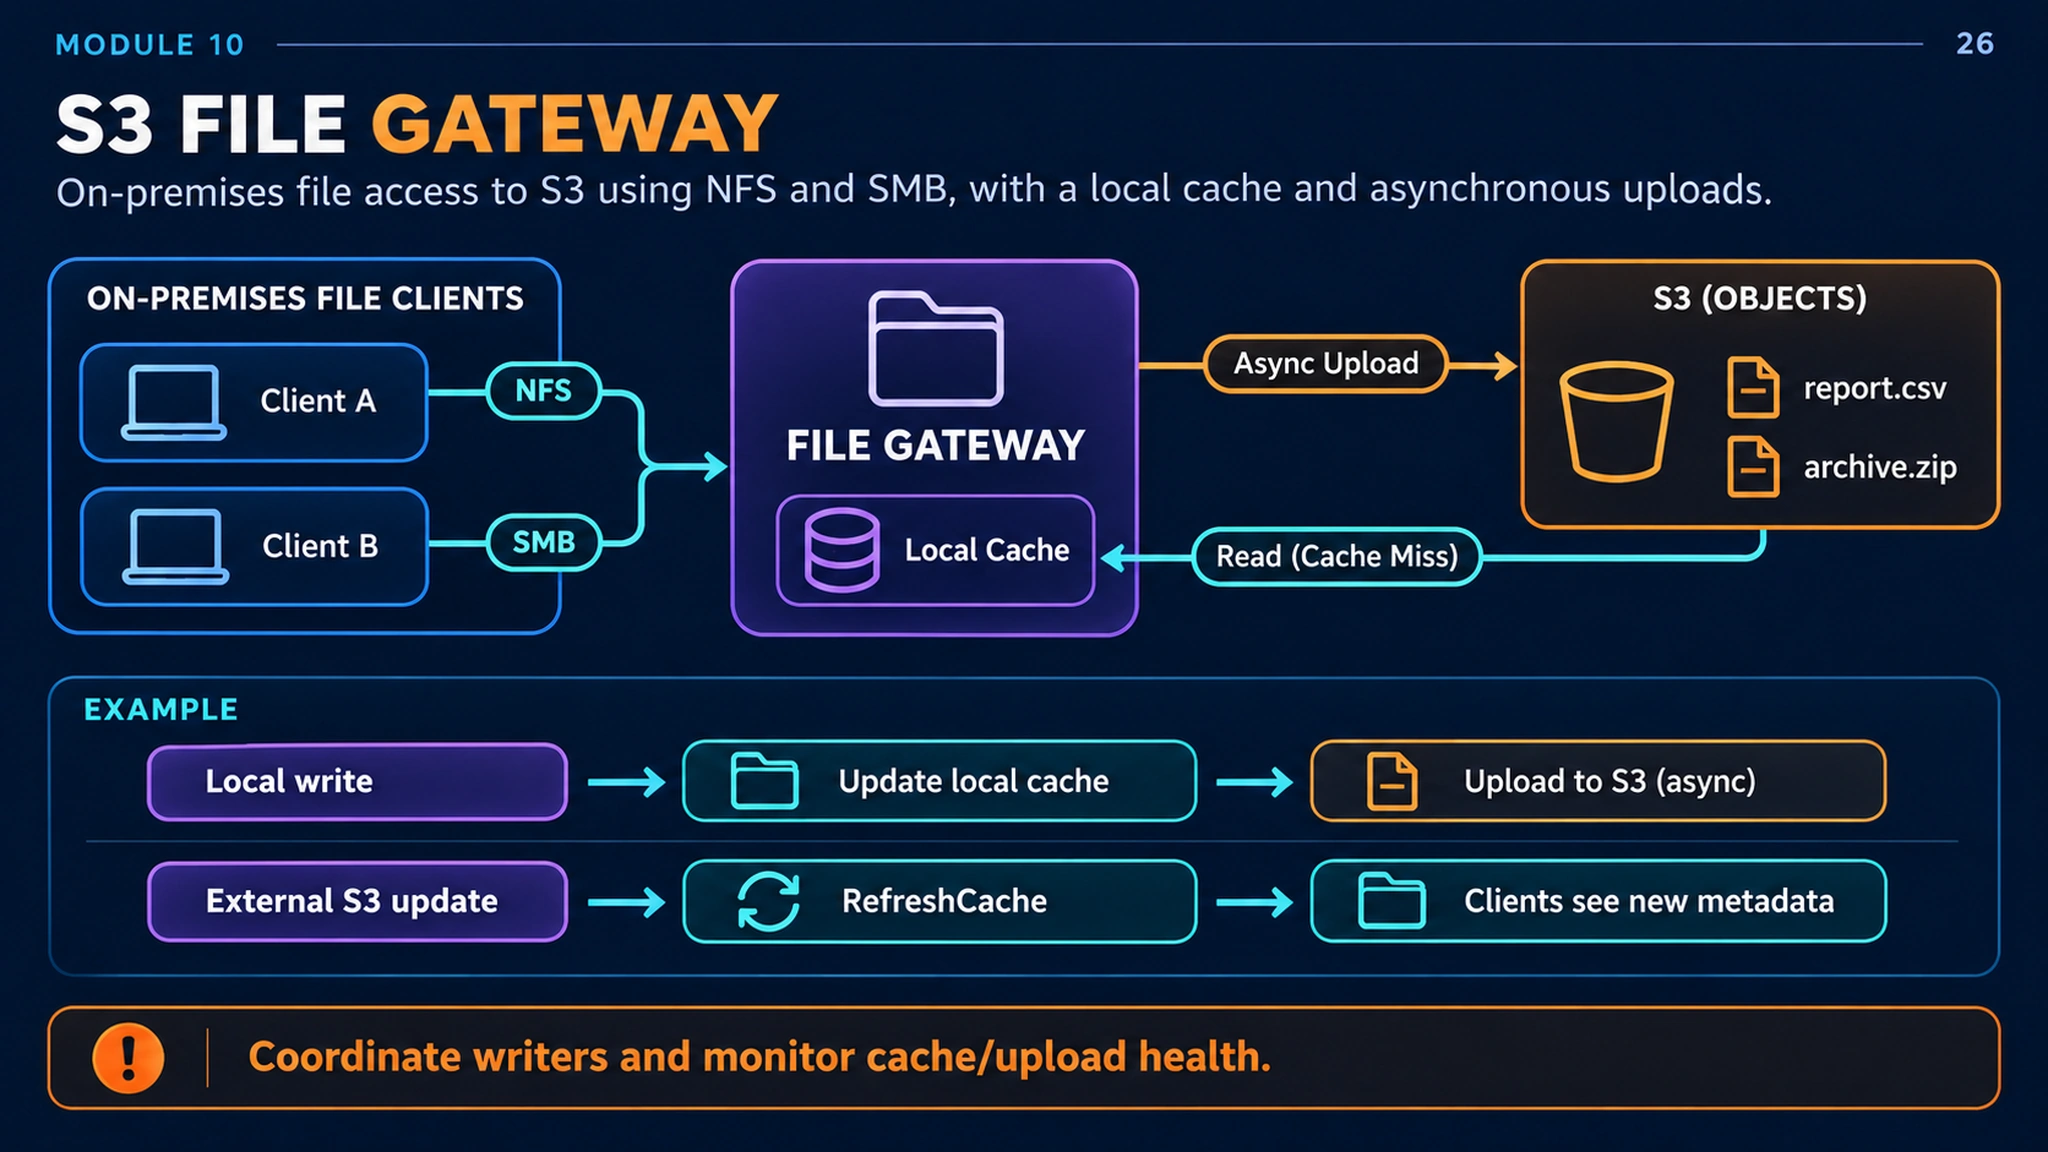 MODULE 10
26
S3 FILE GATEWAY
On-premises file access to S3 using NFS and SMB, with a local cache and asynchronous uploads.
ON-PREMISES FILE CLIENTS
Client A
NFS
Client B
SMB
FILE GATEWAY
Local Cache
Async Upload
Read (Cache Miss)
S3 (OBJECTS)
report.csv
archive.zip
EXAMPLE
Local write
Update local cache
Upload to S3 (async)
External S3 update
RefreshCache
Clients see new metadata
Coordinate writers and monitor cache/upload health.